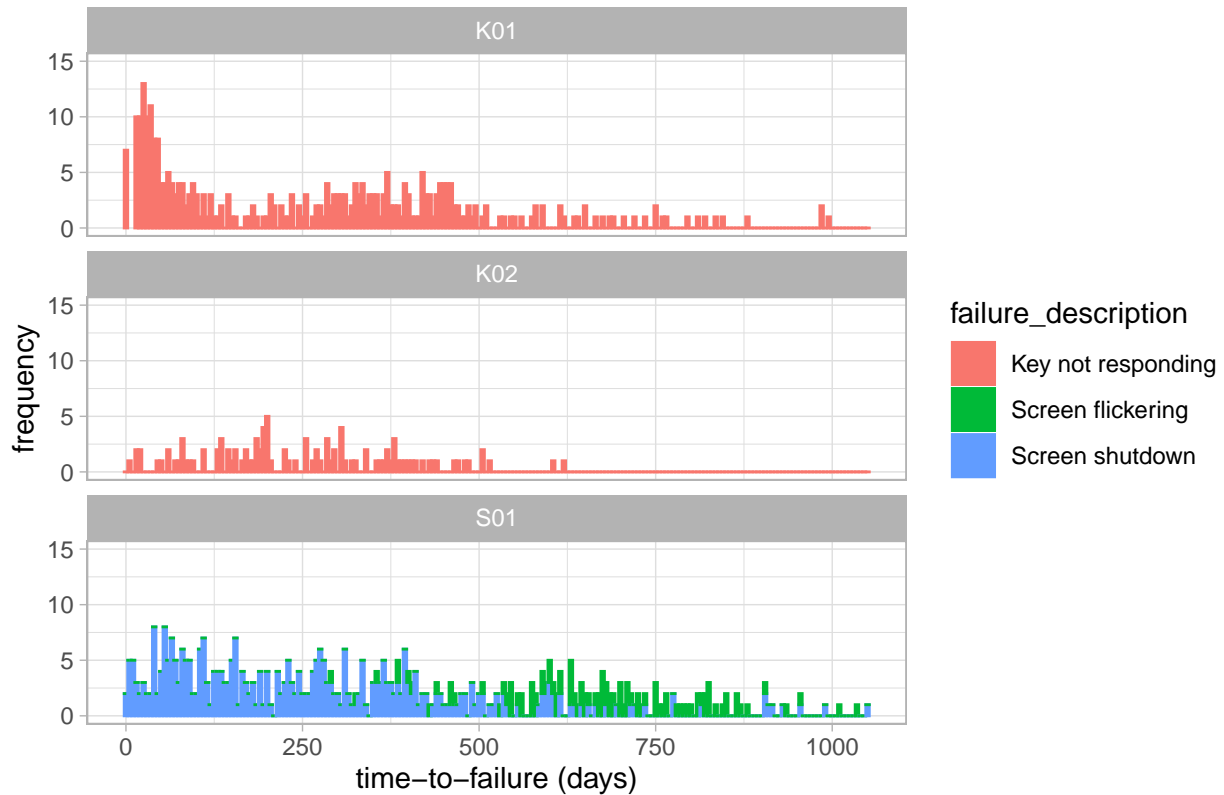 K01
15
10
5
0
K02
15
10
5
0
S01
15
10
5
0
0 250 500 750 1000
time−to−failure (days)
frequency
failure_description
Key not responding
Screen flickering
Screen shutdown